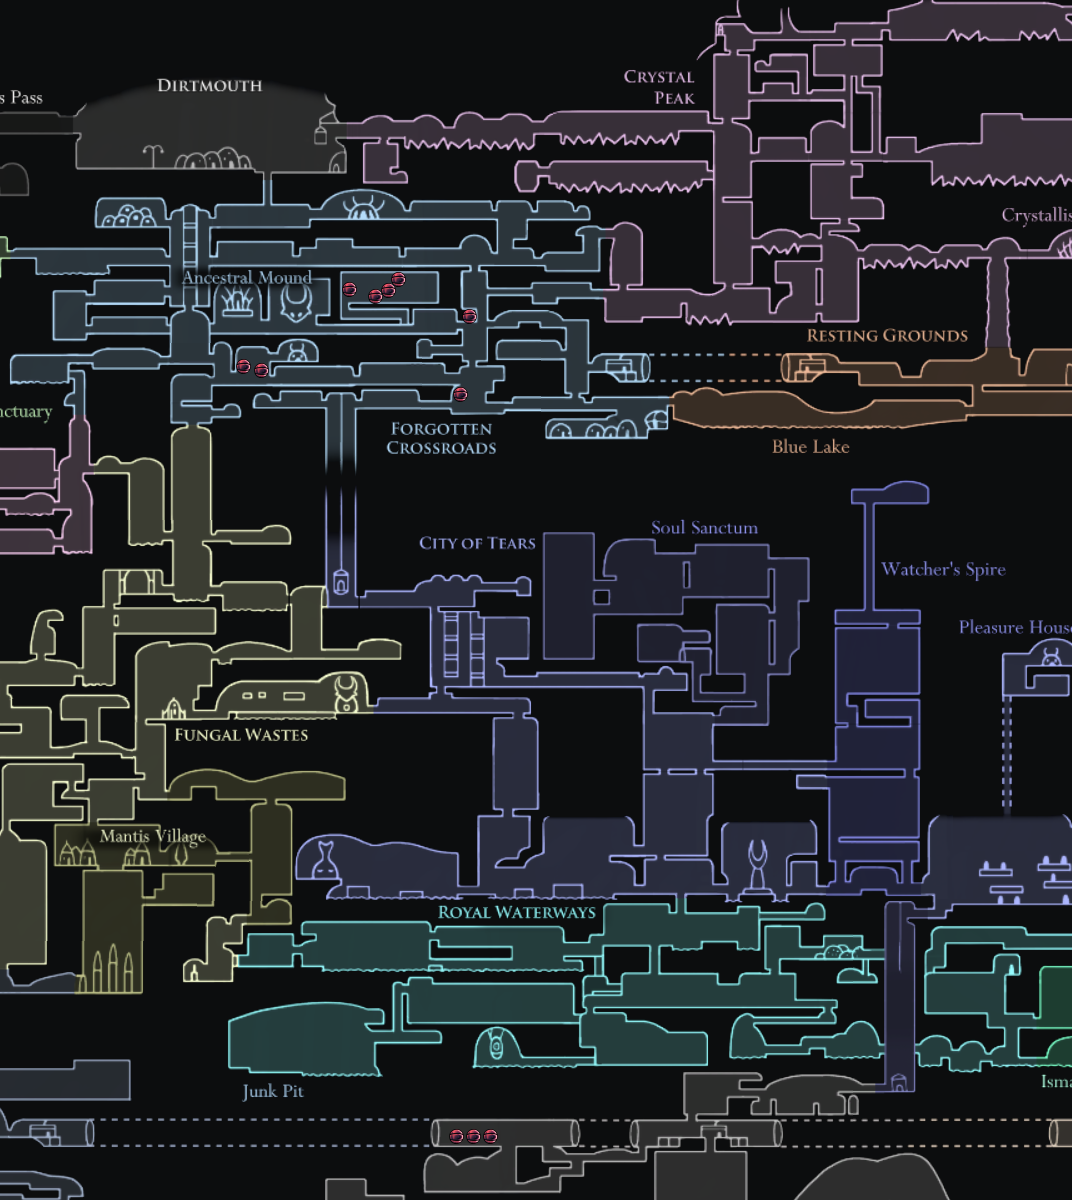 DIRTMOUTH
s Pass
CRYSTAL
PEAK
Crystallis
Ancestral Mound
RESTING GROUNDS
nctuary
FORGOTTEN
CROSSROADS
Blue Lake
CITY OF TEARS
Soul Sanctum
Watcher's Spire
Pleasure House
FUNGAL WASTES
Mantis Village
ROYAL WATERWAYS
Junk Pit
Isma